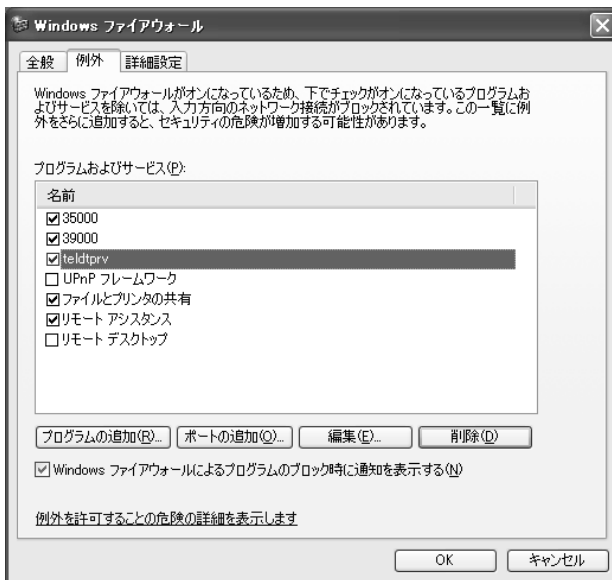 Windows ファイアウォール
全般 例外 詳細設定
Windows ファイアウォールがオンになっているため、下でチェックがオンになっているプログラムお
よびサービスを除いては、入力方向のネットワーク接続がブロックされています。この一覧に例
外をさらに追加すると、セキュリティの危険が増加する可能性があります。
プログラムおよびサービス(P):
名前
35000
39000
teldtprv
UPnP フレームワーク
ファイルとプリンタの共有
リモート アシスタンス
リモート デスクトップ
プログラムの追加(R)... ポートの追加(O)... 編集(E)... 削除(D)
Windows ファイアウォールによるプログラムのブロック時に通知を表示する(N)
例外を許可することの危険の詳細を表示します
OK キャンセル